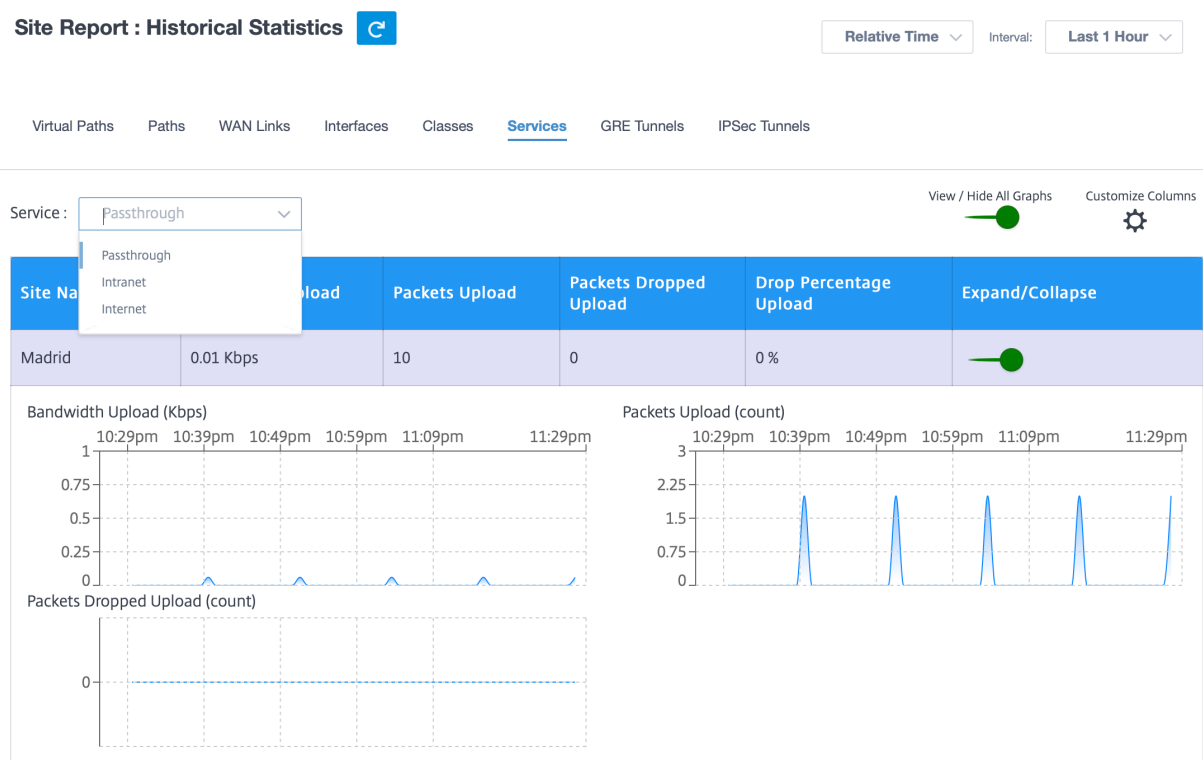 Site Report : Historical Statistics
Relative Time
Interval:
Last 1 Hour
Virtual Paths
Paths
WAN Links
Interfaces
Classes
Services
GRE Tunnels
IPSec Tunnels
Service :
Passthrough
View / Hide All Graphs
Customize Columns
Passthrough
Intranet
Internet
Site Na
load
Packets Upload
Packets Dropped
Upload
Drop Percentage
Upload
Expand/Collapse
Madrid
0.01 Kbps
10
0
0 %
Bandwidth Upload (Kbps)
10:29pm 10:39pm 10:49pm 10:59pm 11:09pm 11:29pm
1
0.75
0.5
0.25
0
Packets Upload (count)
10:29pm 10:39pm 10:49pm 10:59pm 11:09pm 11:29pm
3
2.25
1.5
0.75
0
Packets Dropped Upload (count)
0